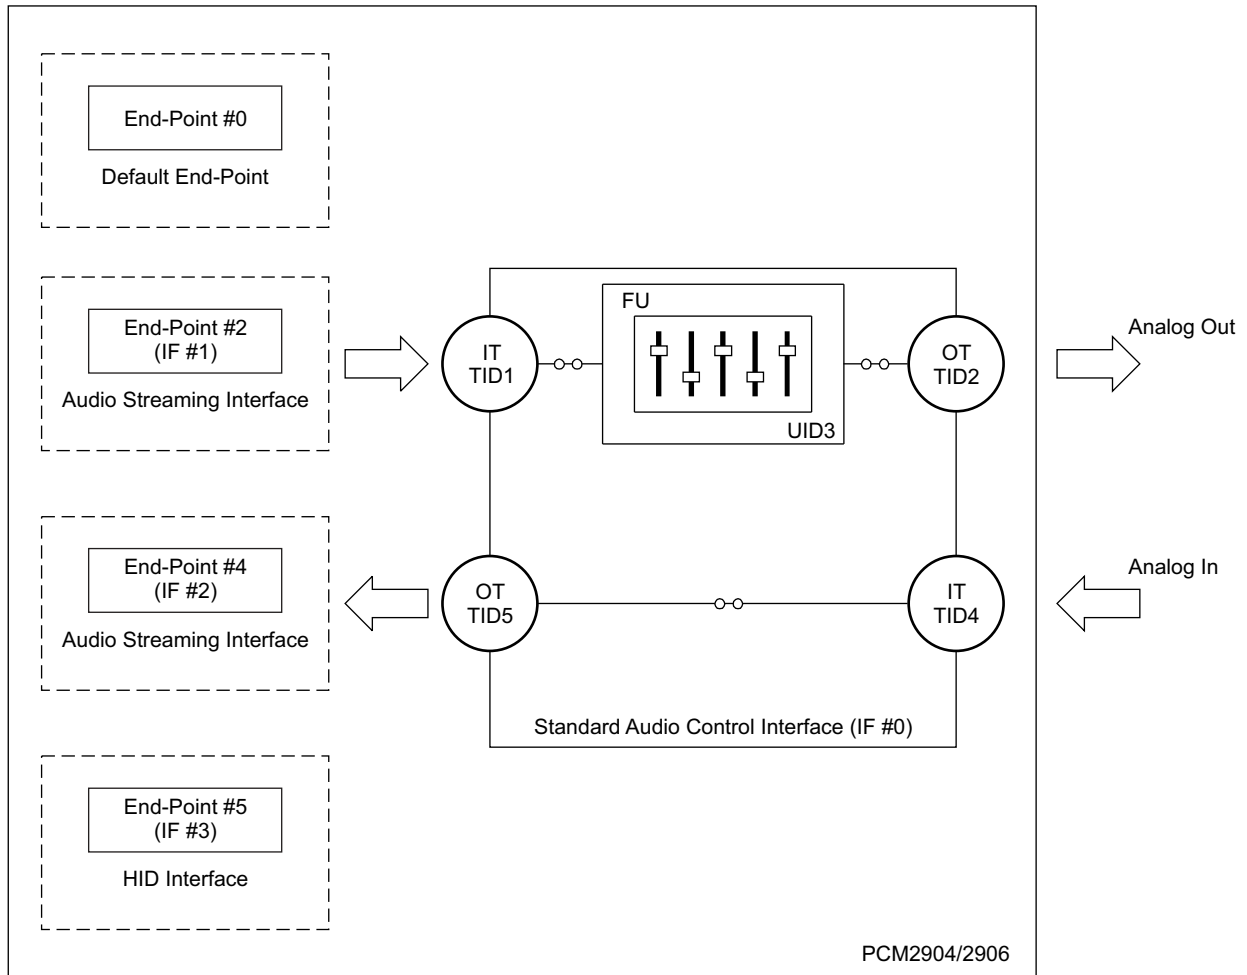 End-Point #0
Default End-Point
End-Point #2
(IF #1)
Audio Streaming Interface
IT
TID1
FU
UID3
OT
TID2
Analog Out
End-Point #4
(IF #2)
Audio Streaming Interface
OT
TID5
IT
TID4
Analog In
Standard Audio Control Interface (IF #0)
End-Point #5
(IF #3)
HID Interface
PCM2904/2906